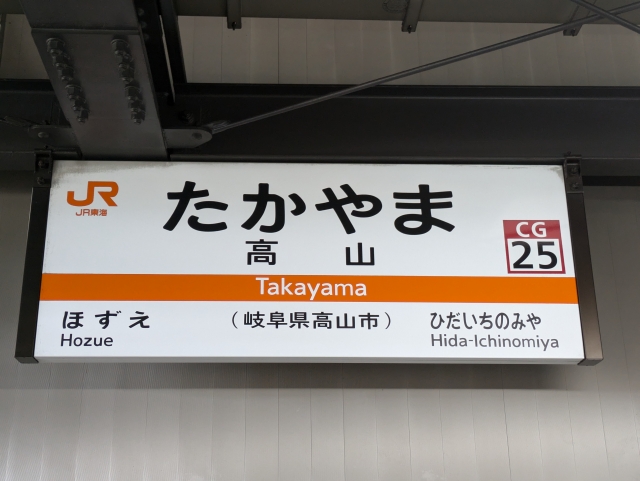 JR
JR東海
たかやま
高山
CG
25
Takayama
ほずえ
Hozue
（岐阜県高山市）
ひだいちのみや
Hida-Ichinomiya